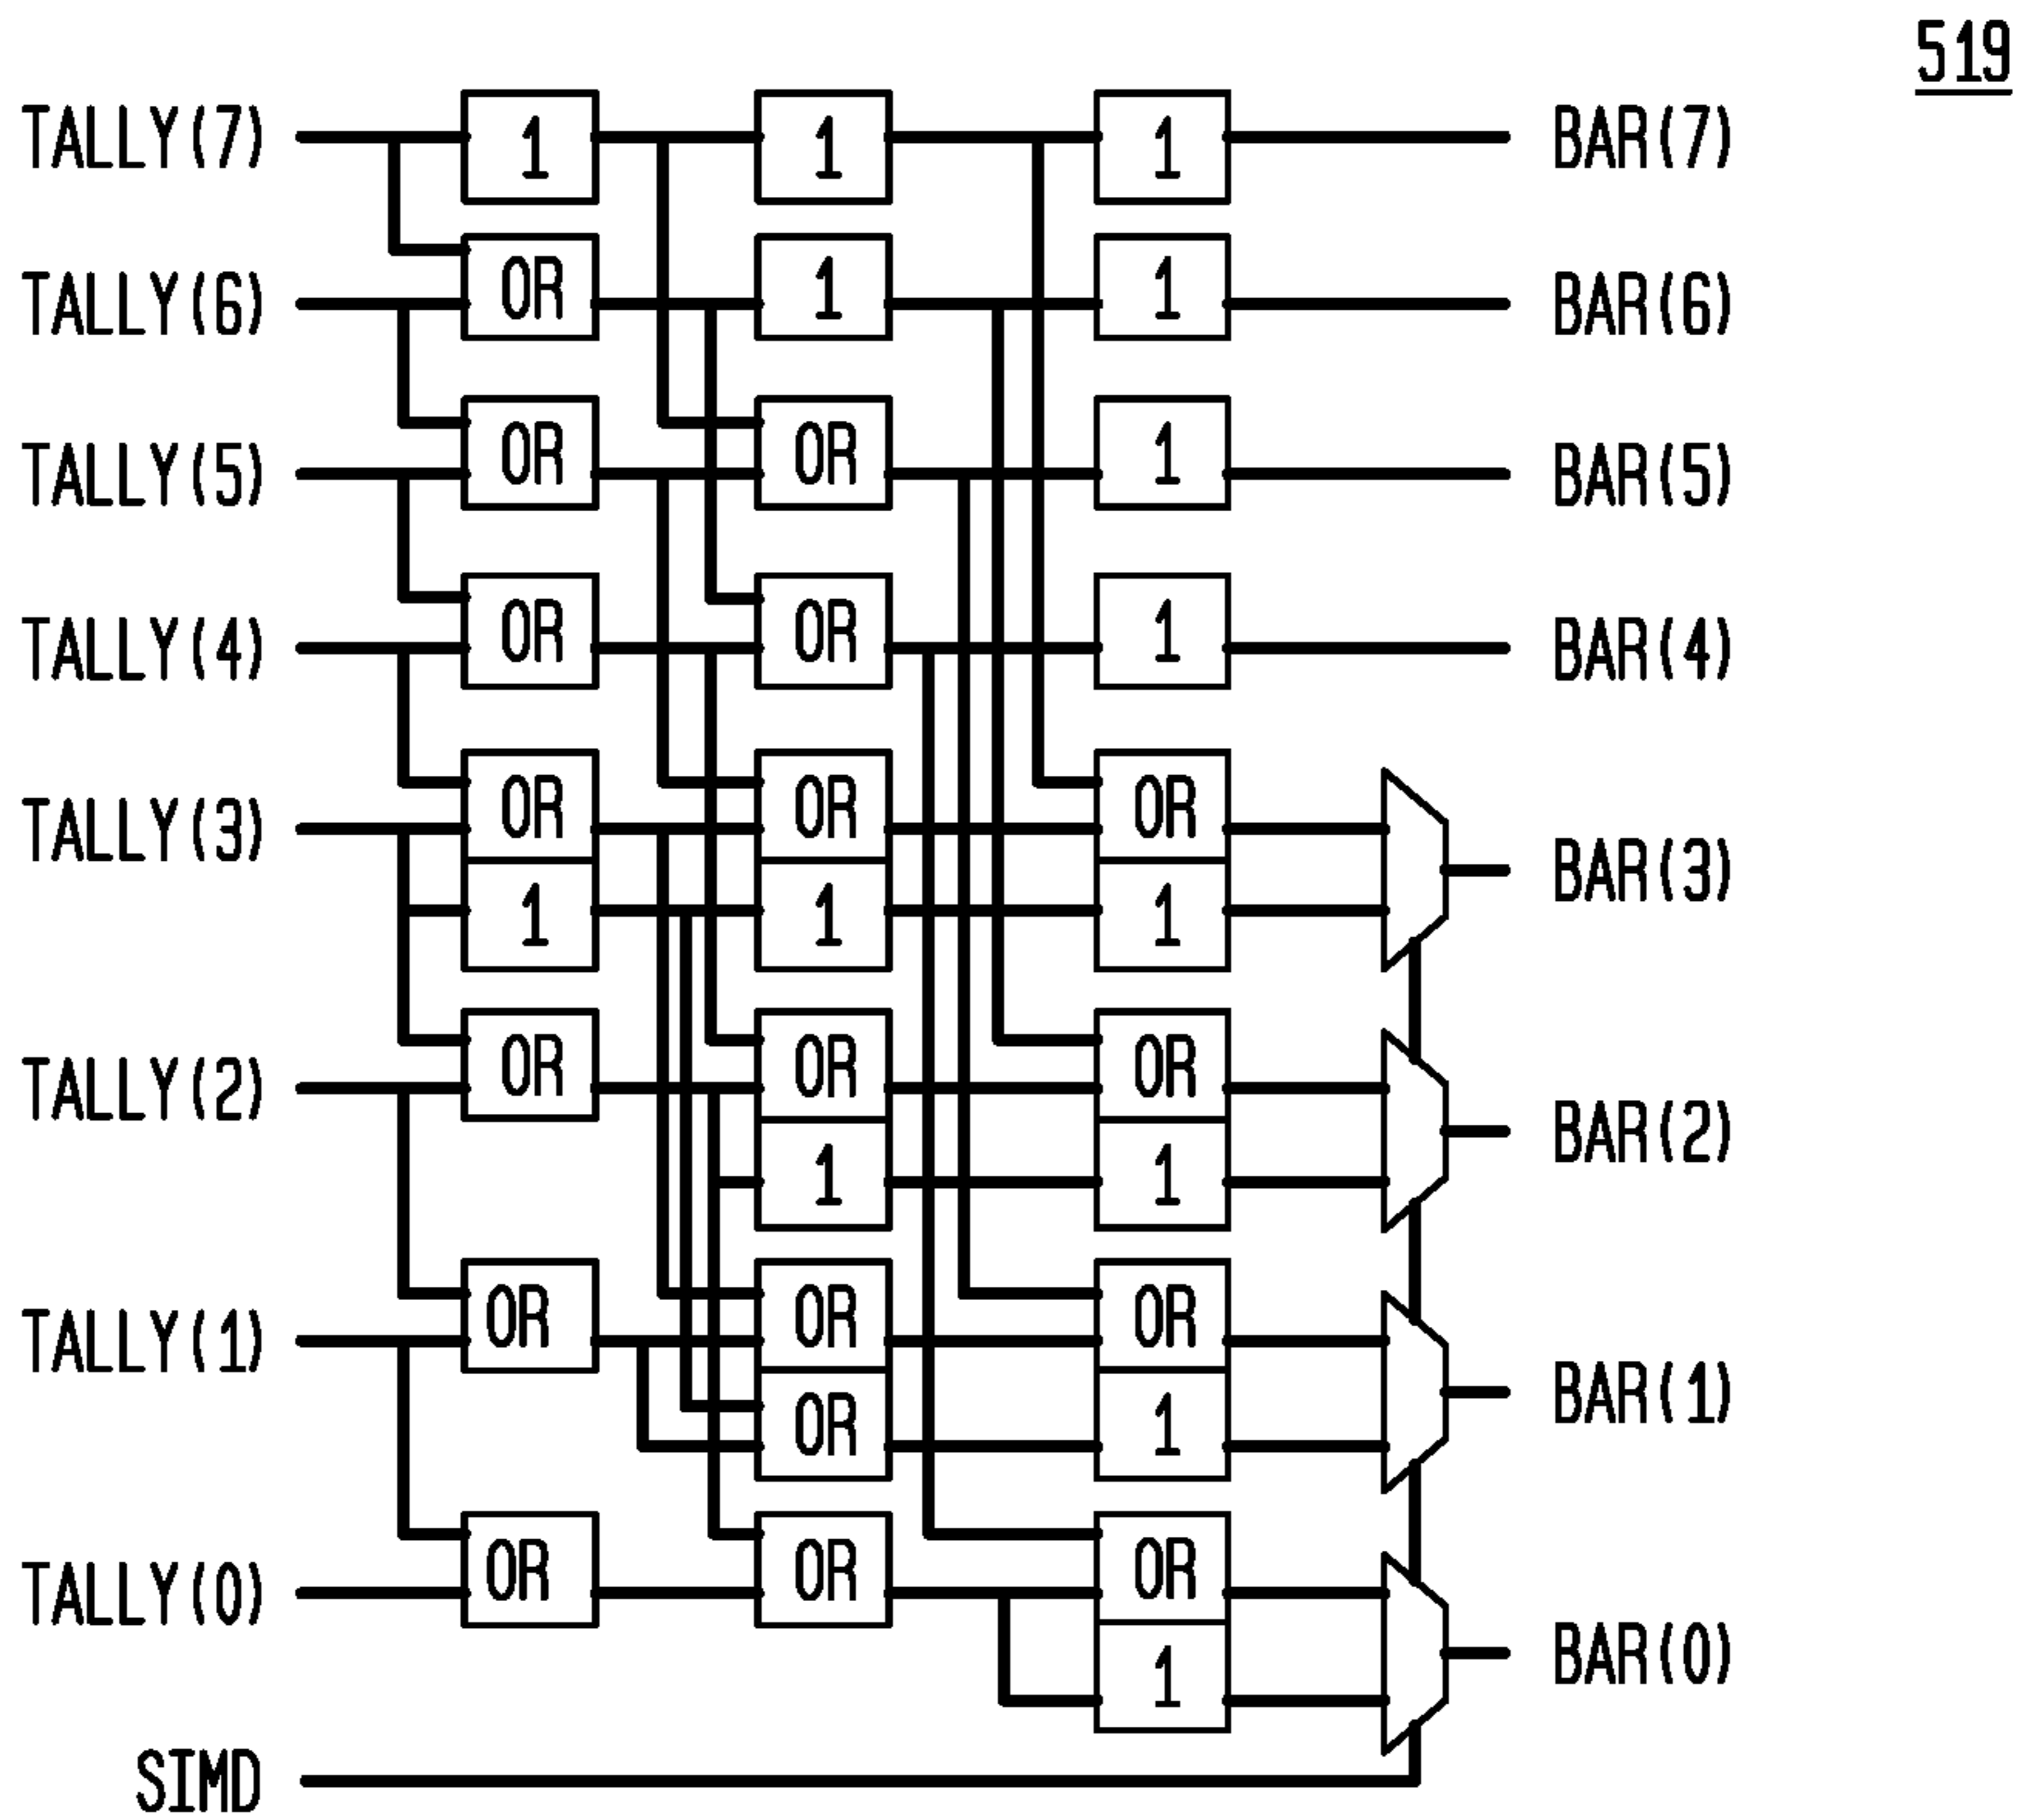 519
TALLY(7) 1 1 1 BAR(7)
TALLY(6) OR 1 1 BAR(6)
TALLY(5) OR OR 1 BAR(5)
TALLY(4) OR OR 1 BAR(4)
TALLY(3) OR OR OR BAR(3)
1 1 1
TALLY(2) OR OR OR BAR(2)
1 1
TALLY(1) OR OR OR BAR(1)
OR 1
TALLY(0) OR OR OR BAR(0)
1
SIMD